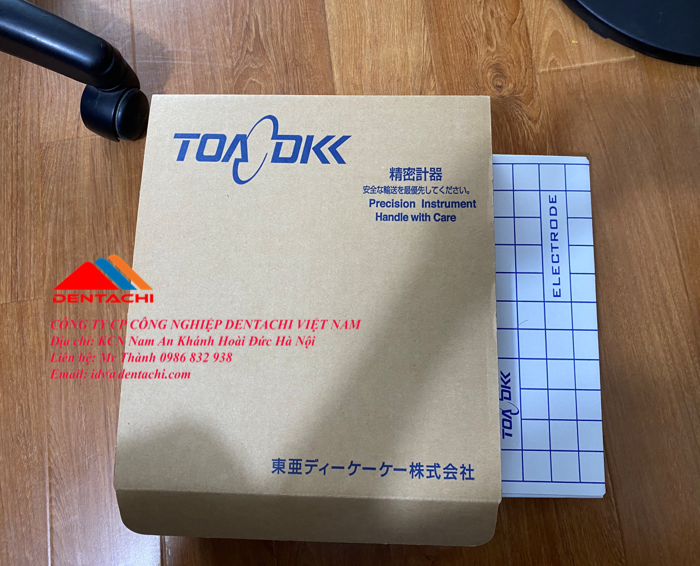 TOA DKK
精密計器
安全な輸送を最優先してください。
Precision Instrument
Handle with Care
ELECTRODE
TOA DKK
DENTACHI
CÔNG TY CP CÔNG NGHIỆP DENTACHI VIỆT NAM
Địa chỉ: KCN Nam An Khánh Hoài Đức Hà Nội
Liên hệ: Mr Thành 0986 832 938
Email: idv@dentachi.com
東亜ディーケーケー株式会社